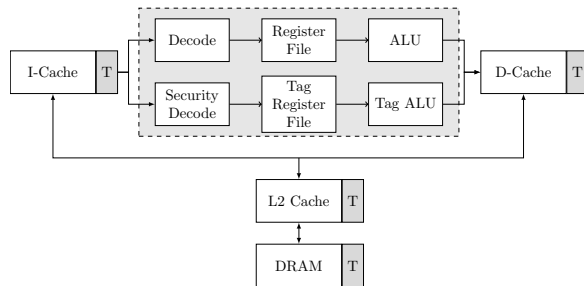 Decode
Register
File
ALU
I-Cache
T
D-Cache
T
Security
Decode
Tag
Register
File
Tag ALU
L2 Cache
T
DRAM
T